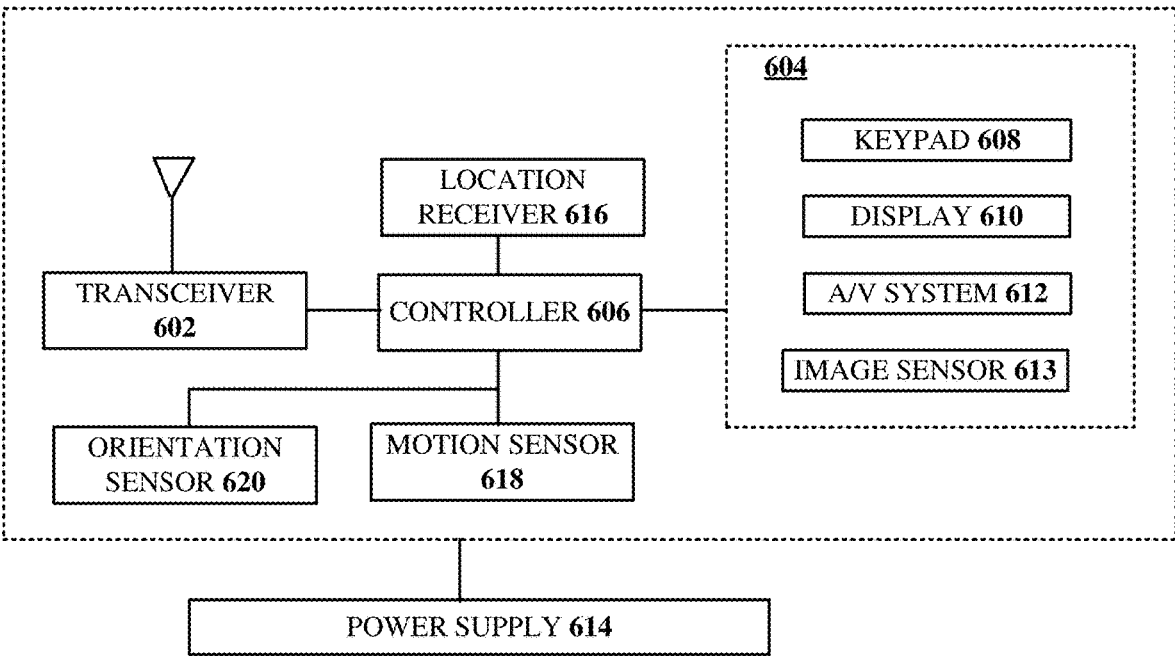 604
KEYPAD 608
DISPLAY 610
A/V SYSTEM 612
IMAGE SENSOR 613
LOCATION
RECEIVER 616
TRANSCEIVER
602
CONTROLLER 606
ORIENTATION
SENSOR 620
MOTION SENSOR
618
POWER SUPPLY 614